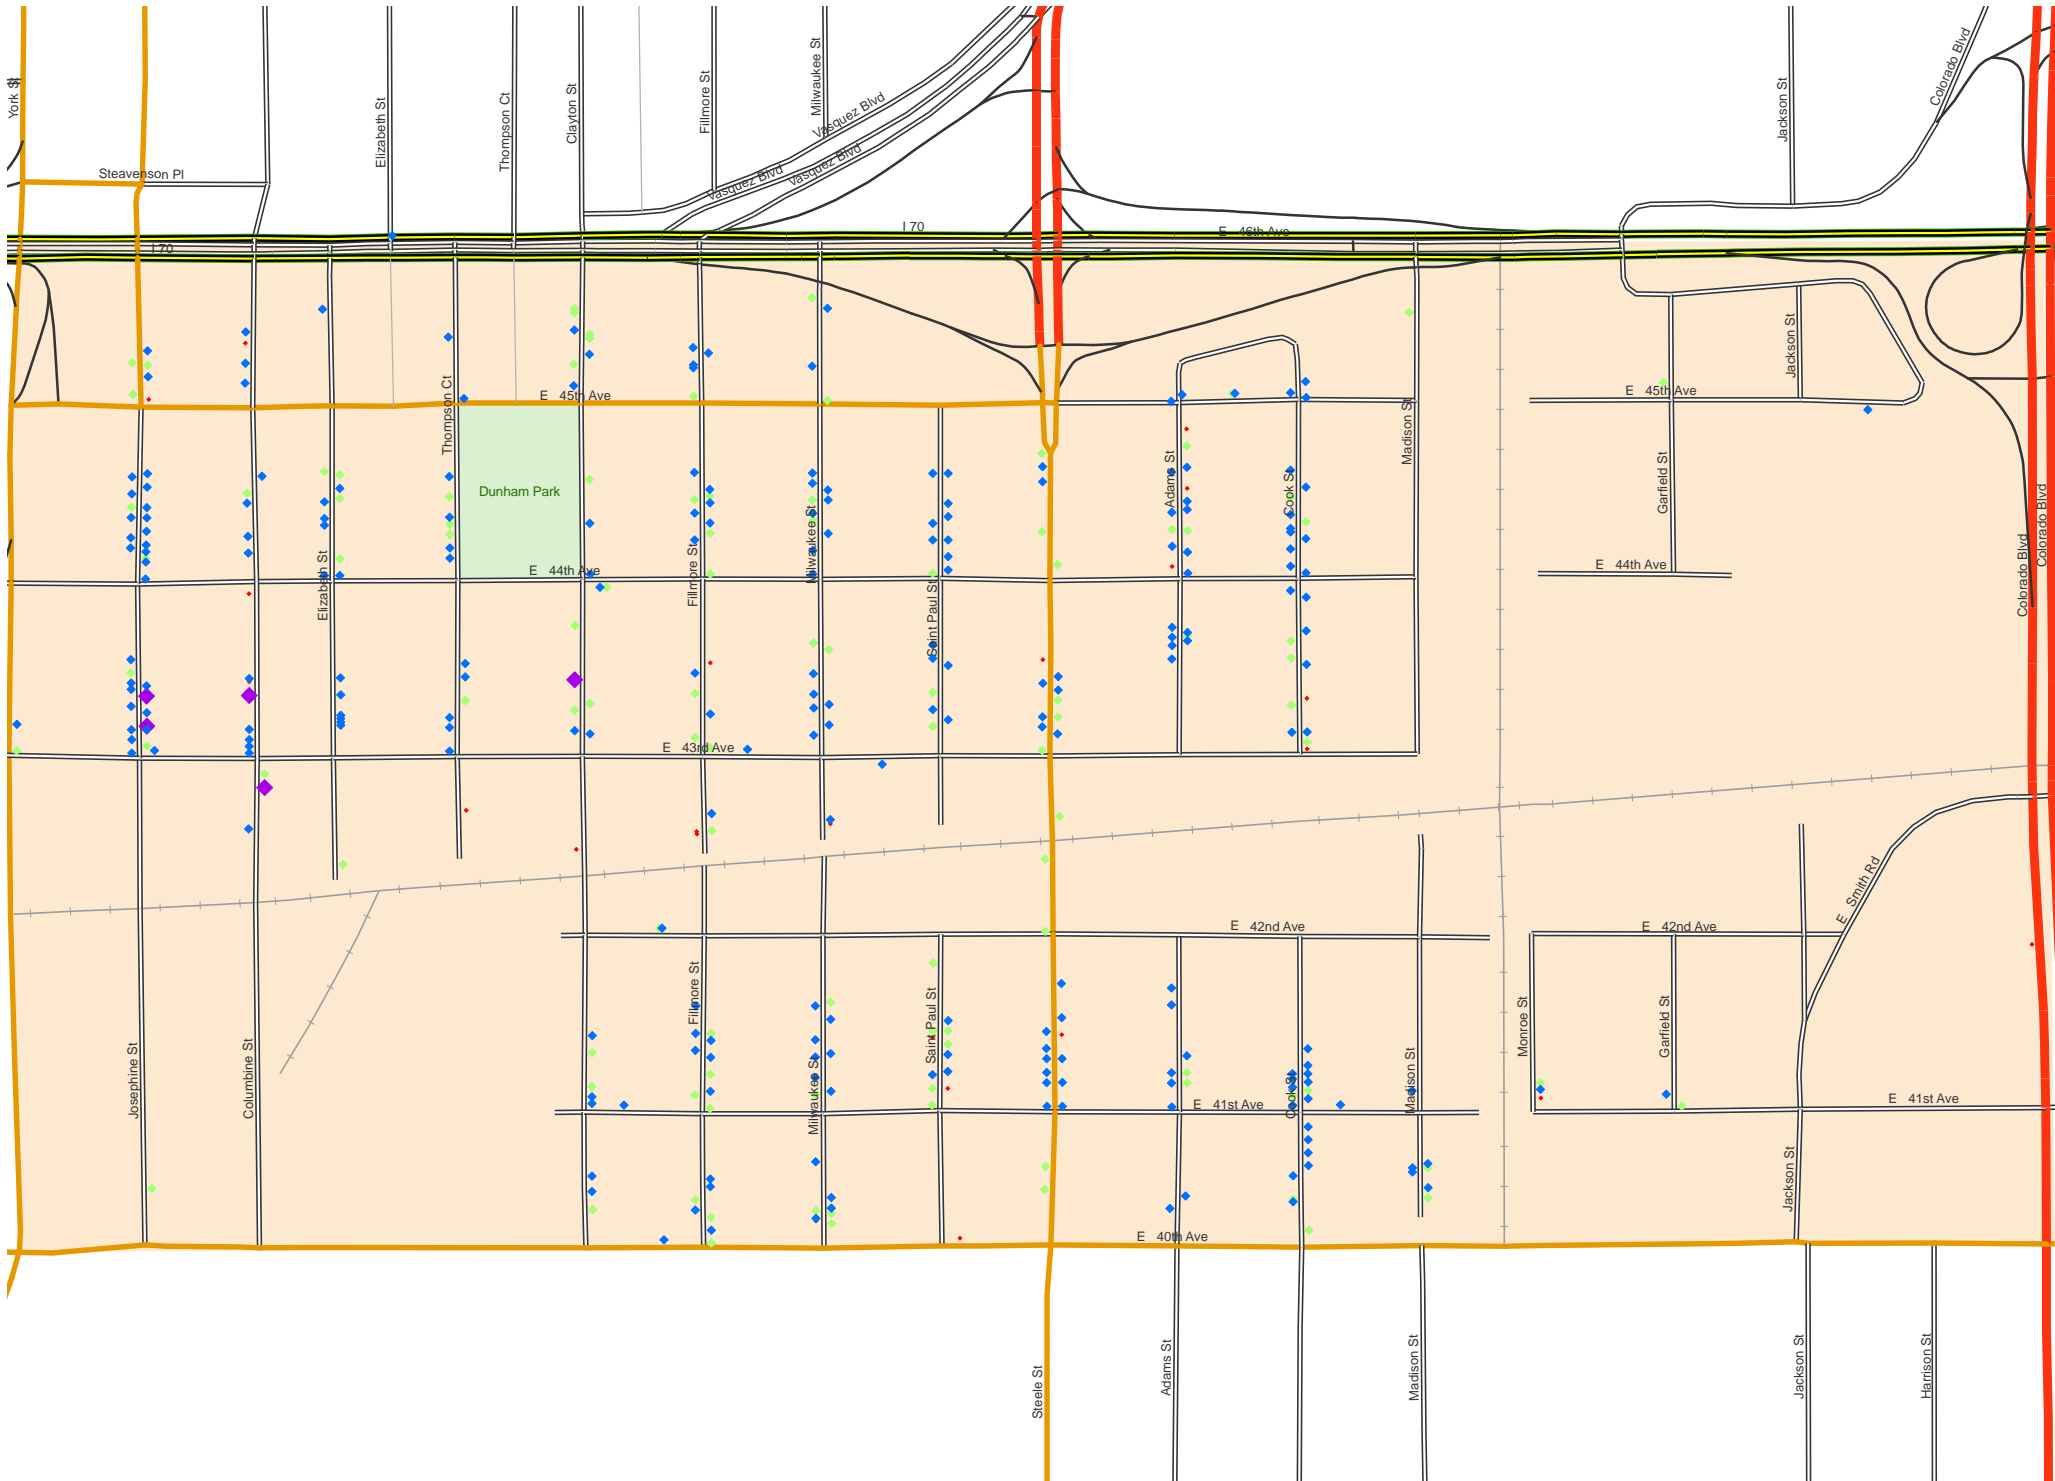 York St
Elizabeth St
Thompson Ct
Clayton St
Fillmore St
Milwaukee St
Vasquez Blvd
Vasquez Blvd
Vasquez Blvd
Jackson St
Colorado Blvd
Steavenson Pl
I 70
I 70
E 46th Ave
Jackson St
Thompson Ct
E 45th Ave
Madison St
E 45th Ave
Dunham Park
Adams St
Cook St
Garfield St
Colorado Blvd
Colorado Blvd
Elizabeth St
E 44th Ave
Fillmore St
Milwaukee St
Saint Paul St
E 44th Ave
E 43rd Ave
E Smith Rd
E 42nd Ave
E 42nd Ave
Josephine St
Columbine St
Fillmore St
Milwaukee St
Saint Paul St
E 41st Ave
Cook St
Madison St
Monroe St
Garfield St
E 41st Ave
Jackson St
E 40th Ave
Steele St
Adams St
Madison St
Jackson St
Harrison St